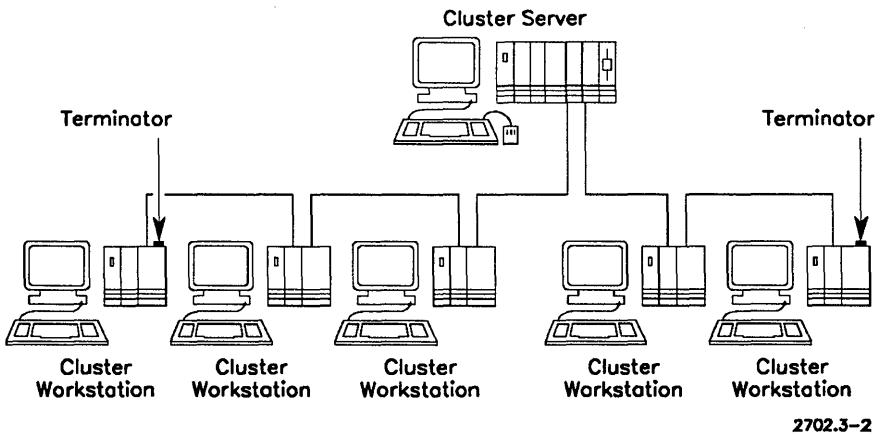 Cluster Server
Terminator
Terminator
Cluster
Workstation
Cluster
Workstation
Cluster
Workstation
Cluster
Workstation
Cluster
Workstation
2702.3-2